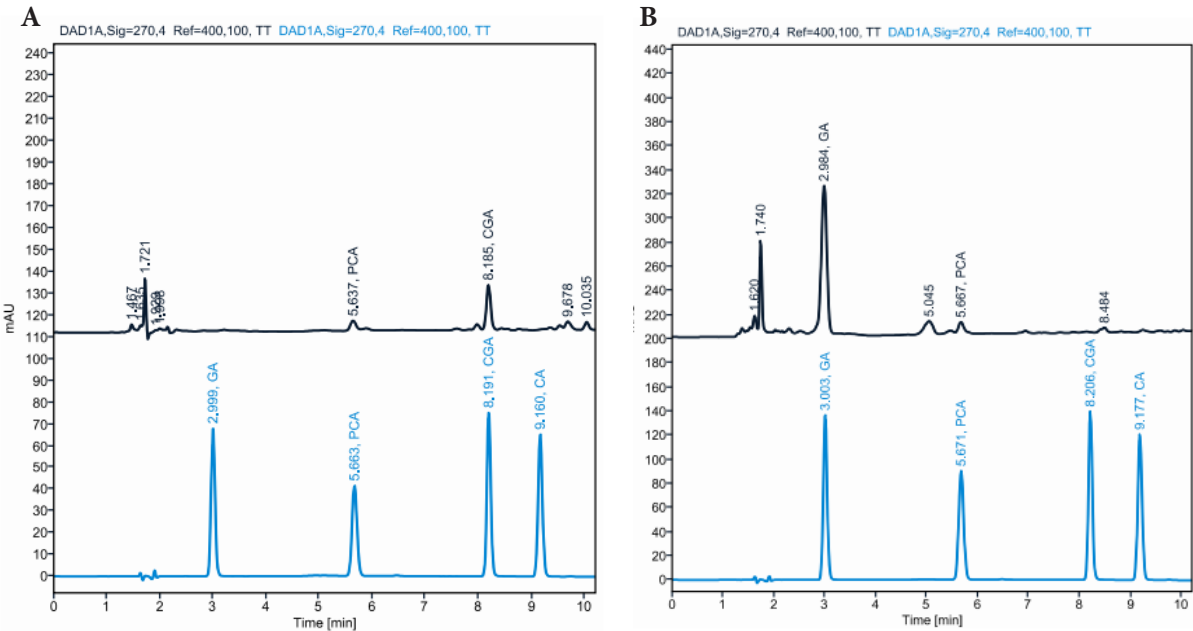 A
DAD1A,Sig=270,4 Ref=400,100, TT DAD1A,Sig=270,4 Ref=400,100, TT
240
230
220
210
200
190
180
170
160
150
140
130
120
110
100
90
80
70
60
50
40
30
20
10
0
mAU
1.467
1.721
5.637, PCA
8.185, CGA
9.678
10.035
2.999, GA
5.663, PCA
8.191, CGA
9.160, CA
0 1 2 3 4 5 6 7 8 9 10
Time [min]
B
DAD1A,Sig=270,4 Ref=400,100, TT DAD1A,Sig=270,4 Ref=400,100, TT
440
420
400
380
360
340
320
300
280
260
240
220
200
180
160
140
120
100
80
60
40
20
0
1.620
1.740
2.984, GA
5.045
5.667, PCA
8.484
3.003, GA
5.671, PCA
8.206, CGA
9.177, CA
0 1 2 3 4 5 6 7 8 9 10
Time [min]